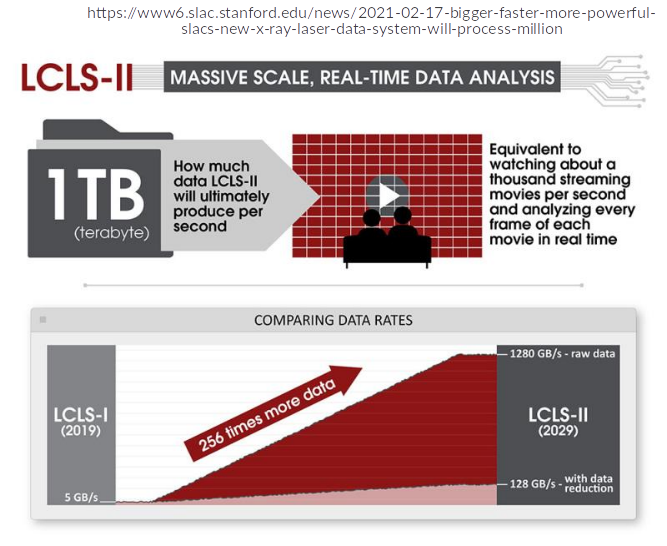 https://www6.slac.stanford.edu/news/2021-02-17-bigger-faster-more-powerful-
slacs-new-x-ray-laser-data-system-will-process-million
LCLS-II
MASSIVE SCALE, REAL-TIME DATA ANALYSIS
1 TB
(terabyte)
How much
data LCLS-II
will ultimately
produce per
second
Equivalent to
watching about a
thousand streaming
movies per second
and analyzing every
frame of each
movie in real time
COMPARING DATA RATES
LCLS-I
(2019)
5 GB/s
256 times more data
1280 GB/s - raw data
LCLS-II
(2029)
128 GB/s - with data
reduction